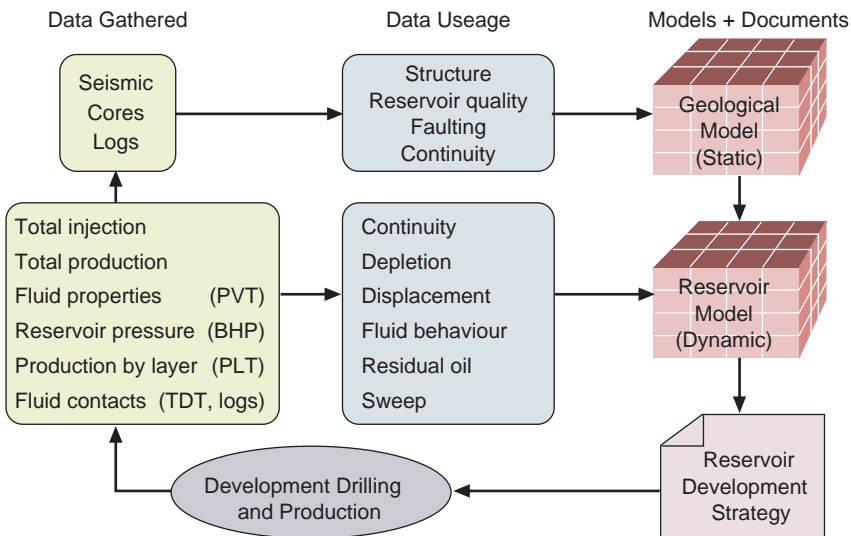 Data Gathered
Data Useage
Models + Documents
Seismic
Cores
Logs
Structure
Reservoir quality
Faulting
Continuity
Geological
Model
(Static)
Total injection
Total production
Fluid properties (PVT)
Reservoir pressure (BHP)
Production by layer (PLT)
Fluid contacts (TDT, logs)
Continuity
Depletion
Displacement
Fluid behaviour
Residual oil
Sweep
Reservoir
Model
(Dynamic)
Development Drilling
and Production
Reservoir
Development
Strategy